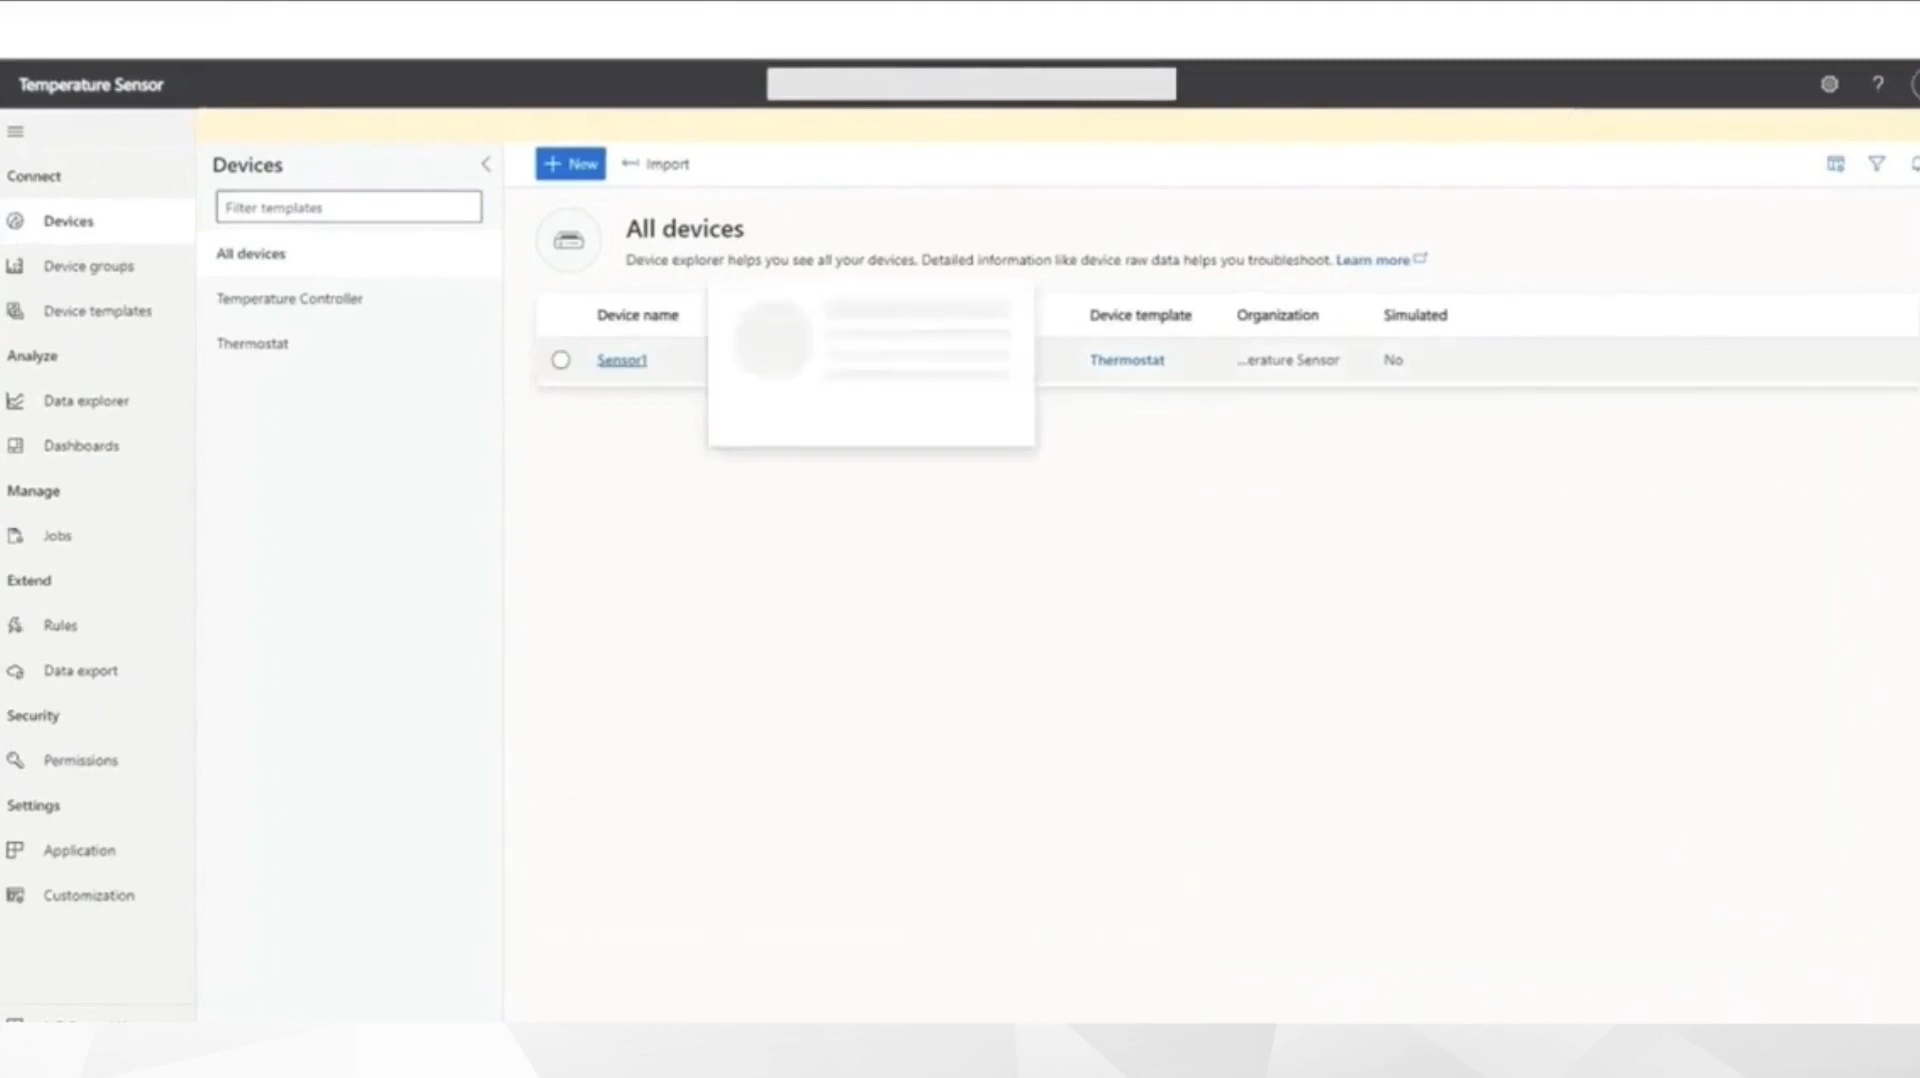 Temperature Sensor
?
Connect
Devices
Device groups
Device templates
Analyze
Data explorer
Dashboards
Manage
Jobs
Extend
Rules
Data export
Security
Permissions
Settings
Application
Customization
Devices
Filter templates
All devices
Temperature Controller
Thermostat
+ New
Import
All devices
Device explorer helps you see all your devices. Detailed information like device raw data helps you troubleshoot. Learn more
Device name Device template Organization Simulated
Sensor1 Thermostat ...erature Sensor No